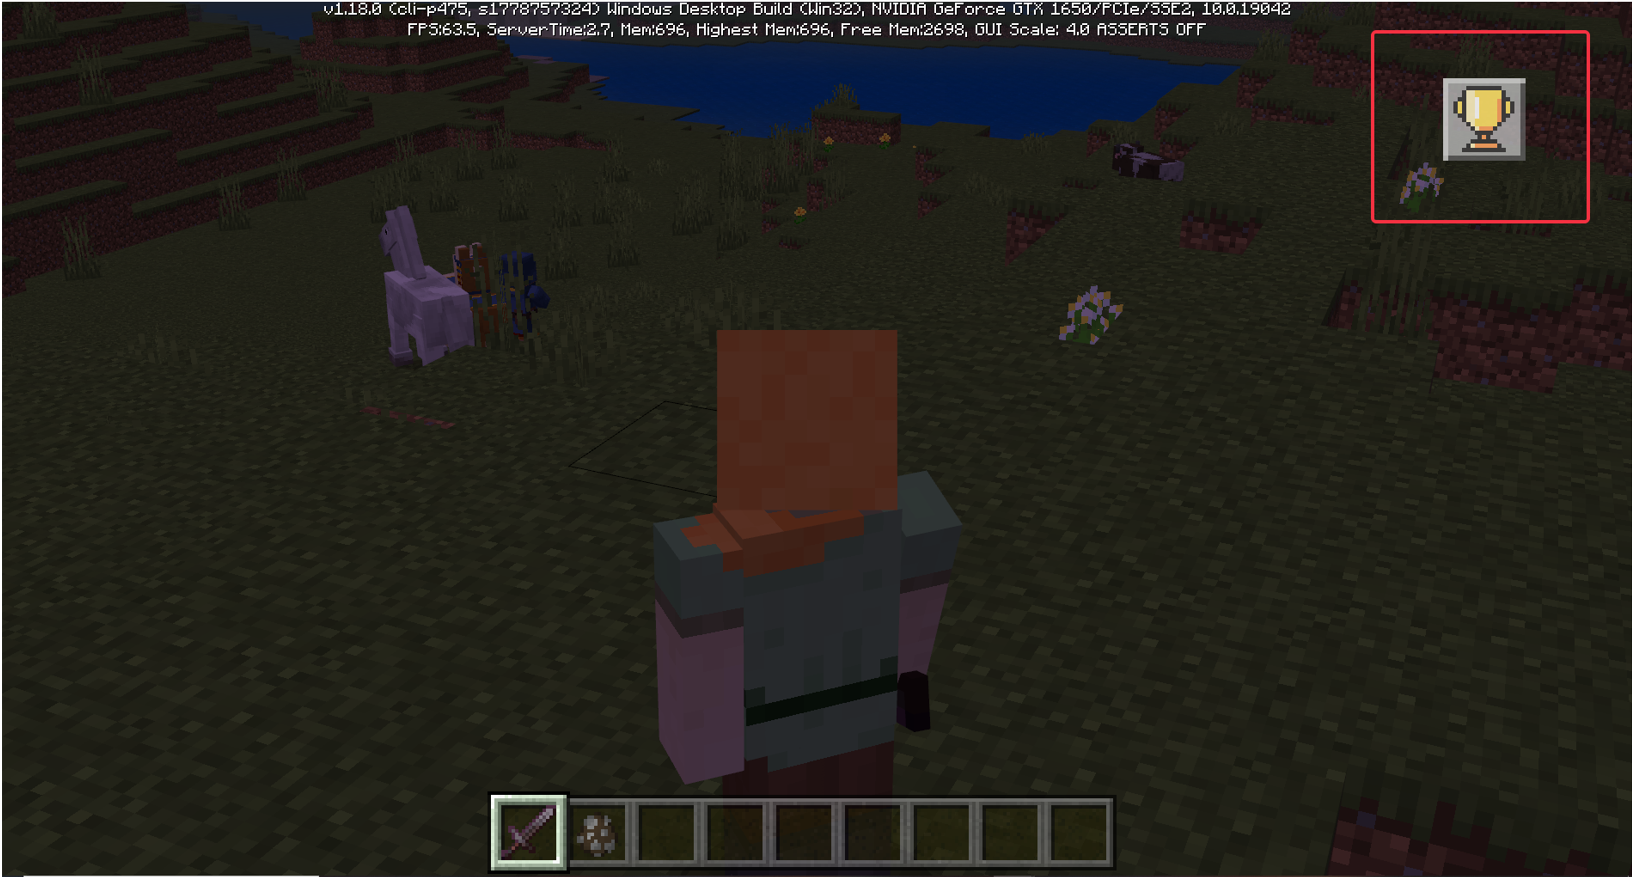 v1.18.0 (cli-p475, s1778757324) Windows Desktop Build (Win32), NVIDIA GeForce GTX 1650/PCIe/SSE2, 10.0.19042
FPS:63.5, ServerTime:2.7, Mem:696, Highest Mem:696, Free Mem:2698, GUI Scale: 4.0 ASSERTS OFF